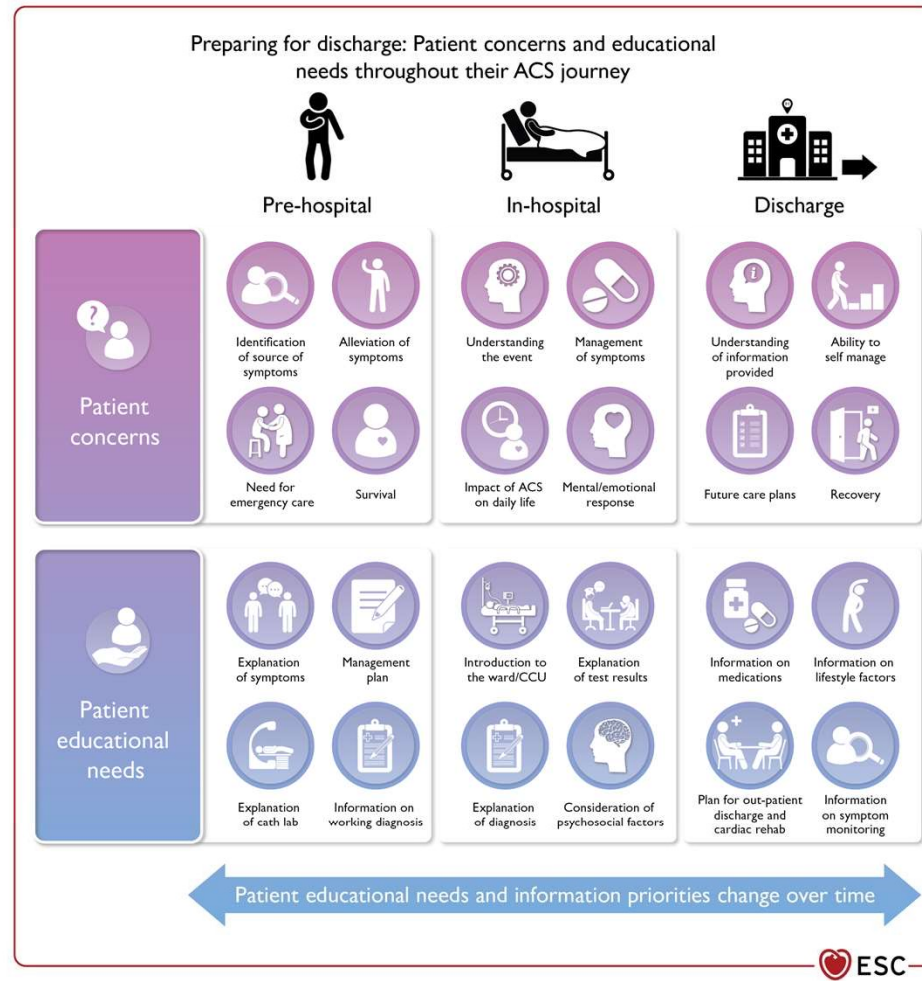 Preparing for discharge: Patient concerns and educational
needs throughout their ACS journey
Pre-hospital
In-hospital
Discharge
?
Patient
concerns
Identification
of source of
symptoms
Alleviation of
symptoms
Need for
emergency care
Survival
Understanding
the event
Management
of symptoms
Impact of ACS
on daily life
Mental/emotional
response
i
Understanding
of information
provided
Ability to
self manage
Future care plans
Recovery
Patient
educational
needs
Explanation
of symptoms
Management
plan
Explanation
of cath lab
Information on
working diagnosis
Introduction to
the ward/CCU
Explanation
of test results
Explanation
of diagnosis
Consideration of
psychosocial factors
Information on
medications
Information on
lifestyle factors
Plan for out-patient
discharge and
cardiac rehab
Information
on symptom
monitoring
Patient educational needs and information priorities change over time
ESC